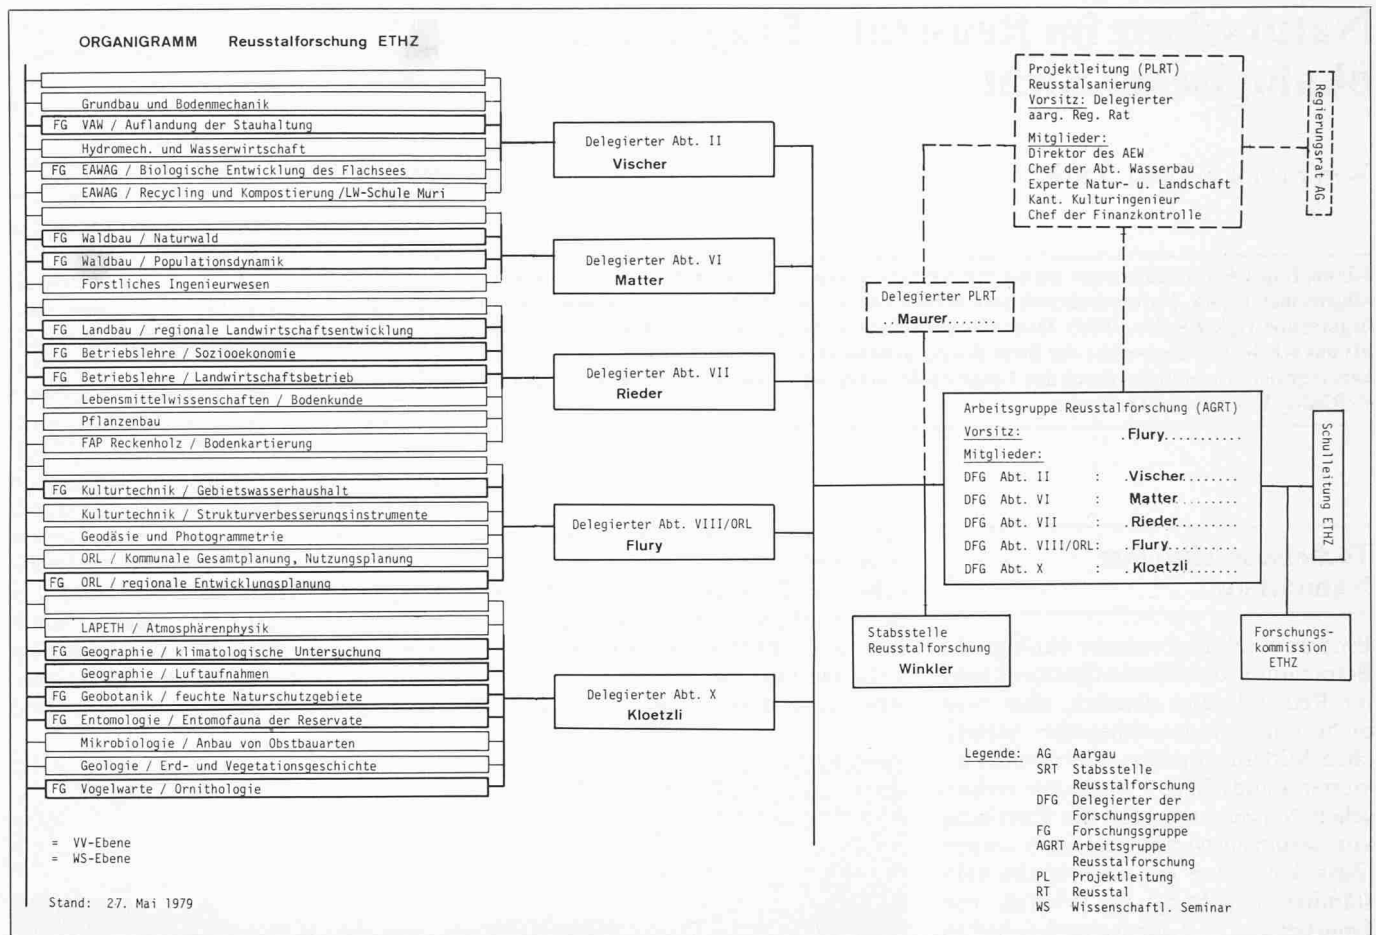 ORGANIGRAMM Reusstalforschung ETHZ
Grundbau und Bodenmechanik
FG VAW / Auflandung der Stauhaltung
Hydromech. und Wasserwirtschaft
FG EAWAG / Biologische Entwicklung des Flachsees
EAWAG / Recycling und Kompostierung /LW-Schule Muri
FG Waldbau / Naturwald
FG Waldbau / Populationsdynamik
Forstliches Ingenieurwesen
FG Landbau / regionale Landwirtschaftsentwicklung
FG Betriebslehre / Soziooekonomie
FG Betriebslehre / Landwirtschaftsbetrieb
Lebensmittelwissenschaften / Bodenkunde
Pflanzenbau
FAP Reckenholz / Bodenkartierung
FG Kulturtechnik / Gebietswasserhaushalt
Kulturtechnik / Strukturverbesserungsinstrumente
Geodäsie und Photogrammetrie
ORL / Kommunale Gesamtplanung, Nutzungsplanung
FG ORL / regionale Entwicklungsplanung
LAPETH / Atmosphärenphysik
FG Geographie / klimatologische Untersuchung
Geographie / Luftaufnahmen
FG Geobotanik / feuchte Naturschutzgebiete
FG Entomologie / Entomofauna der Reservate
Mikrobiologie / Anbau von Obstbauarten
Geologie / Erd- und Vegetationsgeschichte
FG Vogelwarte / Ornithologie
= VV-Ebene
= WS-Ebene
Stand: 27. Mai 1979
Delegierter Abt. II
Vischer
Delegierter Abt. VI
Matter
Delegierter Abt. VII
Rieder
Delegierter Abt. VIII/ORL
Flury
Delegierter Abt. X
Kloetzli
Projektleitung (PLRT)
Reusstalsanierung
Vorsitz: Delegierter
aarg. Reg. Rat
Mitglieder:
Direktor des AEW
Chef der Abt. Wasserbau
Experte Natur- u. Landschaft
Kant. Kulturingenieur
Chef der Finanzkontrolle
Regierungsrat AG
Delegierter PLRT
..Maurer.......
Arbeitsgruppe Reusstalforschung (AGRT)
Vorsitz: .Flury...........
Mitglieder:
DFG Abt. II : .Vischer........
DFG Abt. VI : .Matter.........
DFG Abt. VII : .Rieder.........
DFG Abt. VIII/ORL: .Flury..........
DFG Abt. X : .Kloetzli.......
Schulleitung ETHZ
Stabsstelle
Reusstalforschung
Winkler
Forschungs-
kommission
ETHZ
Legende: AG Aargau
SRT Stabsstelle
Reusstalforschung
DFG Delegierter der
Forschungsgruppen
FG Forschungsgruppe
AGRT Arbeitsgruppe
Reusstalforschung
PL Projektleitung
RT Reusstal
WS Wissenschaftl. Seminar